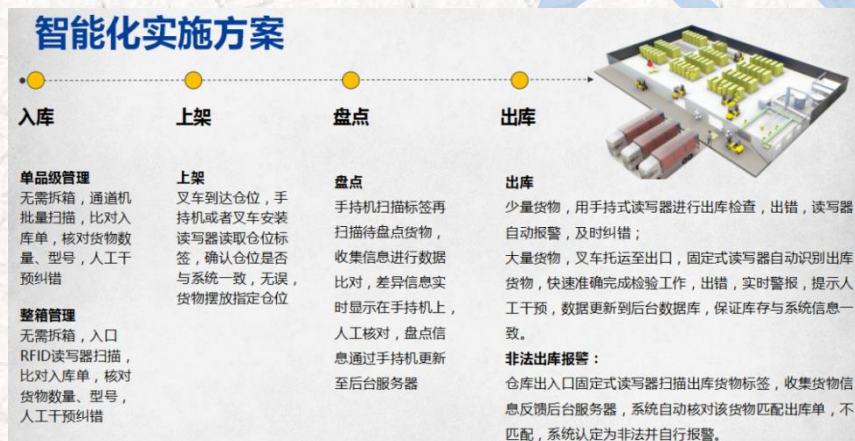 智能化实施方案
入库
上架
盘点
出库
单品级管理
无需拆箱，通道机
批量扫描，比对入
库单，核对货物数
量、型号，人工干
预纠错
整箱管理
无需拆箱，入口
RFID读写器扫描，
比对入库单，核对
货物数量、型号，
人工干预纠错
上架
叉车到达仓位，手
持机或者叉车安装
读写器读取仓位标
签，确认仓位是否
与系统一致，无误，
货物摆放指定仓位
盘点
手持机扫描标签再
扫描待盘点货物，
收集信息进行数据
比对，差异信息实
时显示在手持机上，
人工核对，盘点信
息通过手持机更新
至后台服务器
出库
少量货物，用手持式读写器进行出库检查，出错，读写器
自动报警，及时纠错；
大量货物，叉车托运至出口，固定式读写器自动识别出库
货物，快速准确完成检验工作，出错，实时警报，提示人
工干预，数据更新到后台数据库，保证库存与系统信息一
致。
非法出库报警：
仓库出入口固定式读写器扫描出库货物标签，收集货物信
息反馈后台服务器，系统自动核对该货物匹配出库单，不
匹配，系统认定为非法并自行报警。